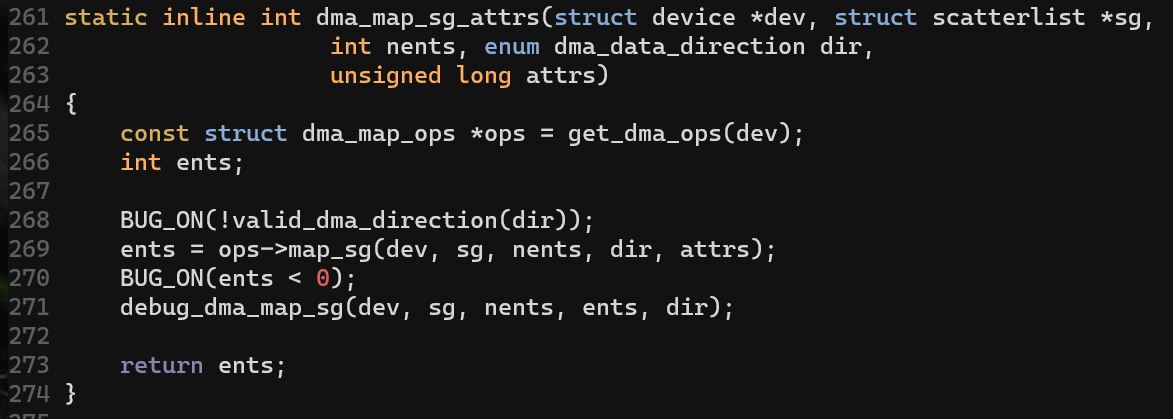 261 static inline int dma_map_sg_attrs(struct device *dev, struct scatterlist *sg,
262                    int nents, enum dma_data_direction dir,
263                    unsigned long attrs)
264 {
265     const struct dma_map_ops *ops = get_dma_ops(dev);
266     int ents;
267
268     BUG_ON(!valid_dma_direction(dir));
269     ents = ops->map_sg(dev, sg, nents, dir, attrs);
270     BUG_ON(ents < 0);
271     debug_dma_map_sg(dev, sg, nents, ents, dir);
272
273     return ents;
274 }